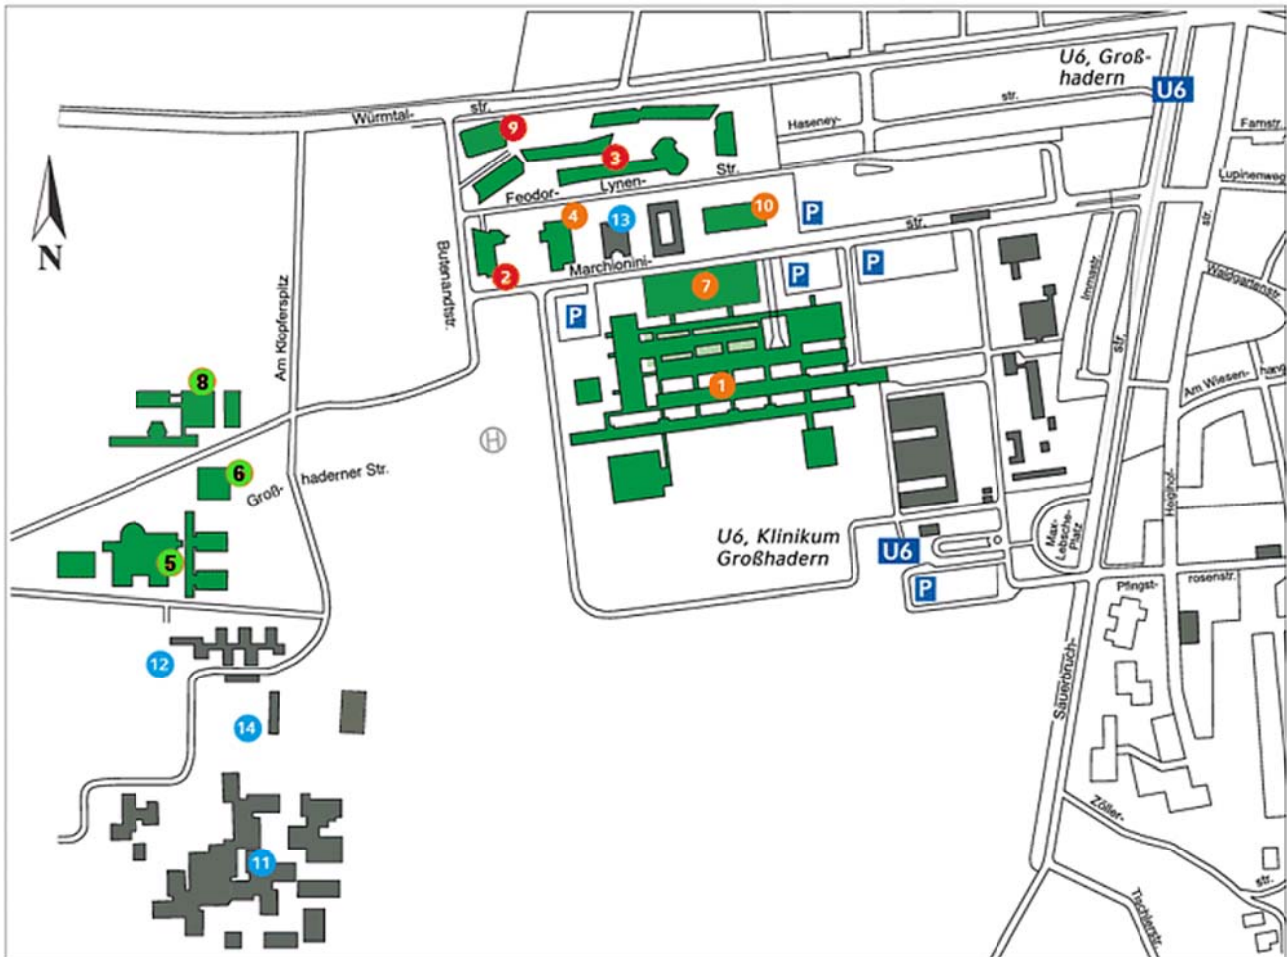 U6, Groß-
hadern
U6
str.
Würmtal-
str.
Haseney-
Farnstr.
9
3
Lupinenweg
Str.
Lynen-
Feodor-
4
13
10
P
str.
str.
N
Butenandtstr.
Marchionini-
2
P
P
7
P
Immastr.
Waldgartenstr.
Am Klopferspitz
str.
8
1
Am Wiesen-
hang
H
6
Groß-
haderner Str.
Heiglhof-
5
U6, Klinikum
Großhadern
U6
Max-
Lebsche-
Platz
P
Pfingst-
rosenstr.
12
Sauerbruch-
14
Zöller-
11
str.
Tischlerstr.